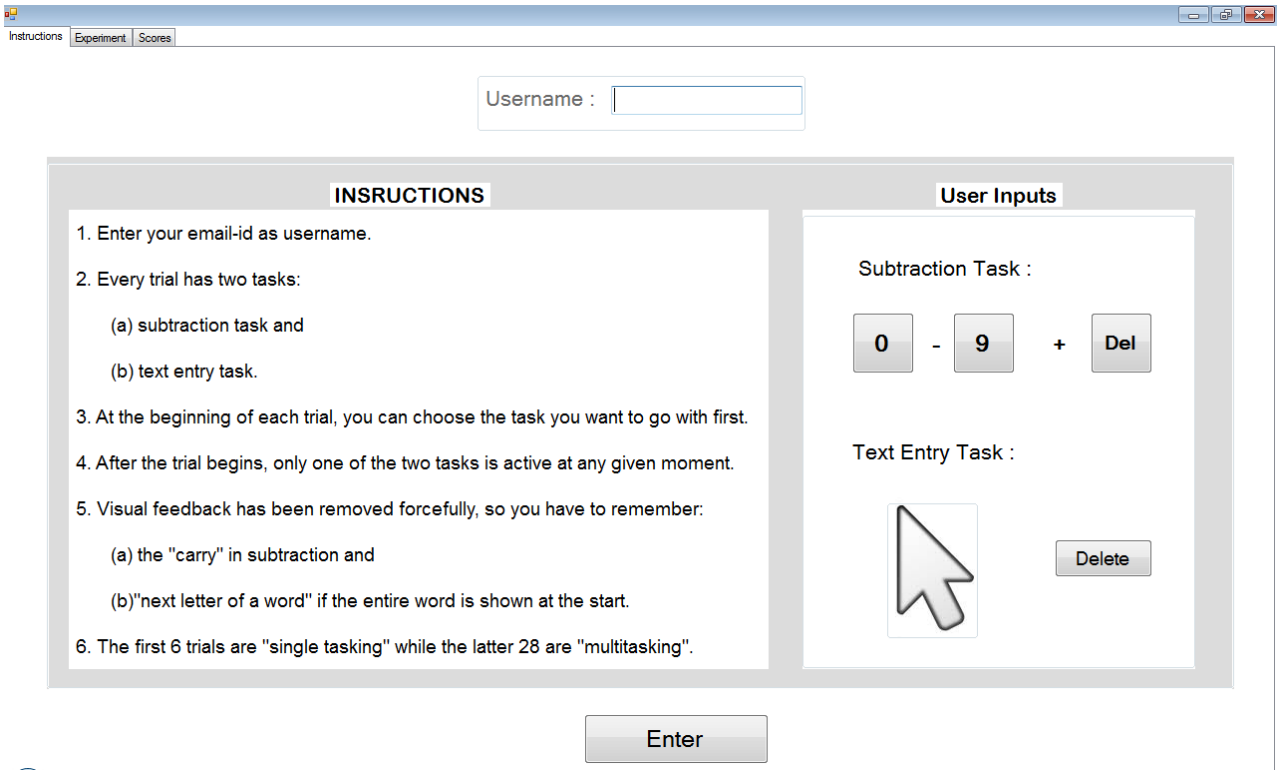 Instructions Experiment Scores
Username :
INSRUCTIONS
1. Enter your email-id as username.
2. Every trial has two tasks:
(a) subtraction task and
(b) text entry task.
3. At the beginning of each trial, you can choose the task you want to go with first.
4. After the trial begins, only one of the two tasks is active at any given moment.
5. Visual feedback has been removed forcefully, so you have to remember:
(a) the "carry" in subtraction and
(b)"next letter of a word" if the entire word is shown at the start.
6. The first 6 trials are "single tasking" while the latter 28 are "multitasking".
User Inputs
Subtraction Task :
0 - 9 + Del
Text Entry Task :
Delete
Enter